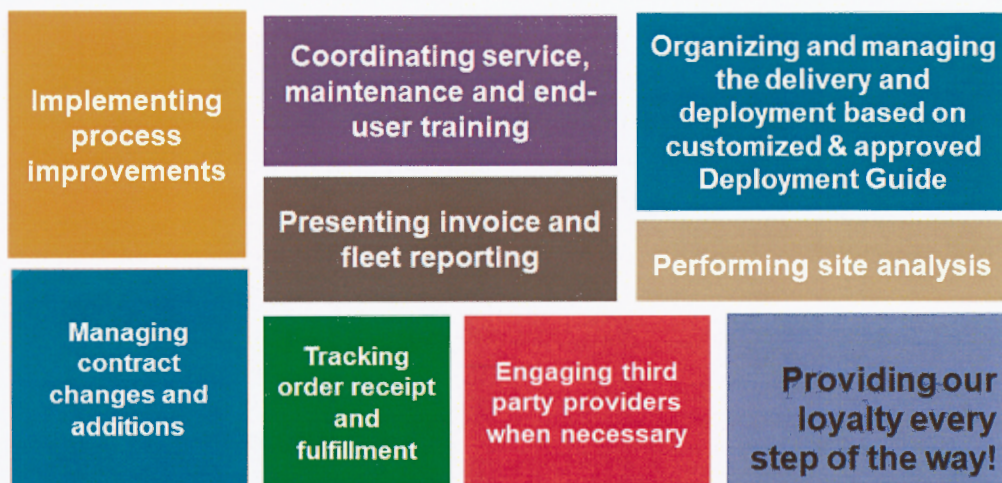 Implementing
process
improvements
Coordinating service,
maintenance and end-
user training
Organizing and managing
the delivery and
deployment based on
customized & approved
Deployment Guide
Presenting invoice and
fleet reporting
Performing site analysis
Managing
contract
changes and
additions
Tracking
order receipt
and
fulfillment
Engaging third
party providers
when necessary
Providing our
loyalty every
step of the way!